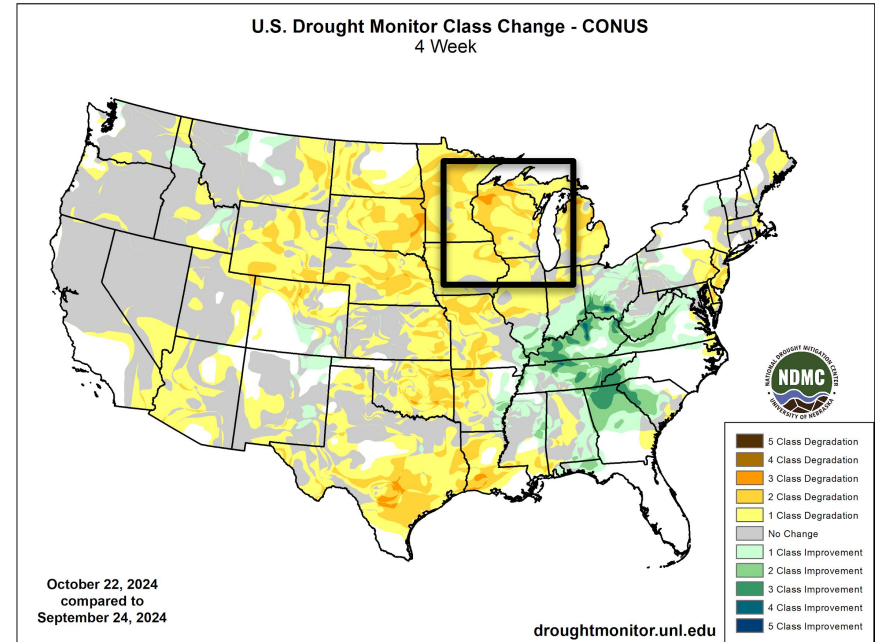 U.S. Drought Monitor Class Change - CONUS
4 Week
NATIONAL DROUGHT MITIGATION CENTER
NDMC
UNIVERSITY OF NEBRASKA
5 Class Degradation
4 Class Degradation
3 Class Degradation
2 Class Degradation
1 Class Degradation
No Change
1 Class Improvement
2 Class Improvement
3 Class Improvement
4 Class Improvement
5 Class Improvement
October 22, 2024
compared to
September 24, 2024
droughtmonitor.unl.edu